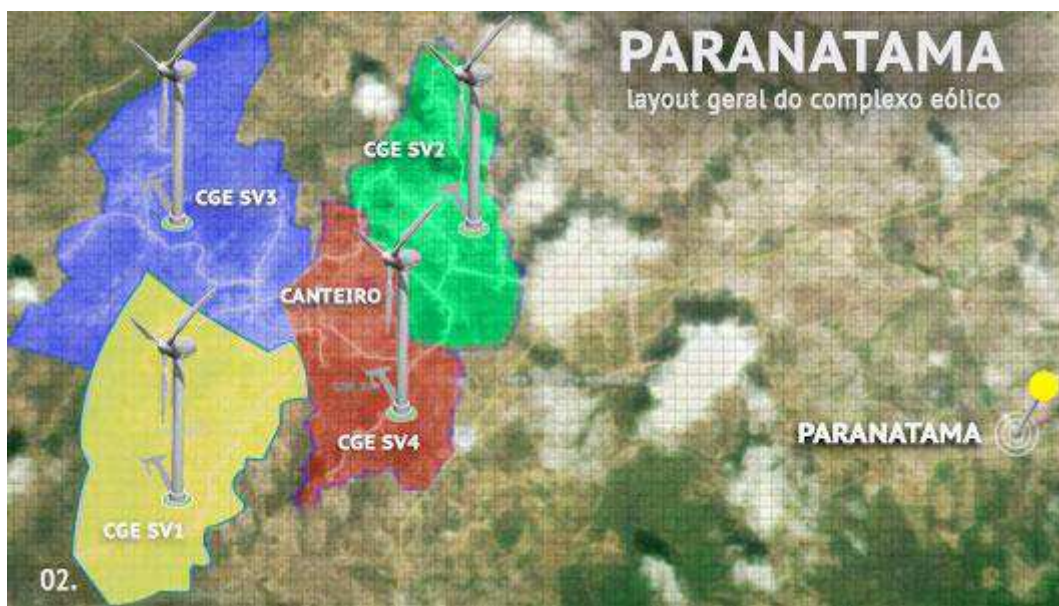 PARANATAMA
layout geral do complexo eólico
CGE SV2
CGE SV3
CANTEIRO
CGE SV4
PARANATAMA
CGE SV1
02.